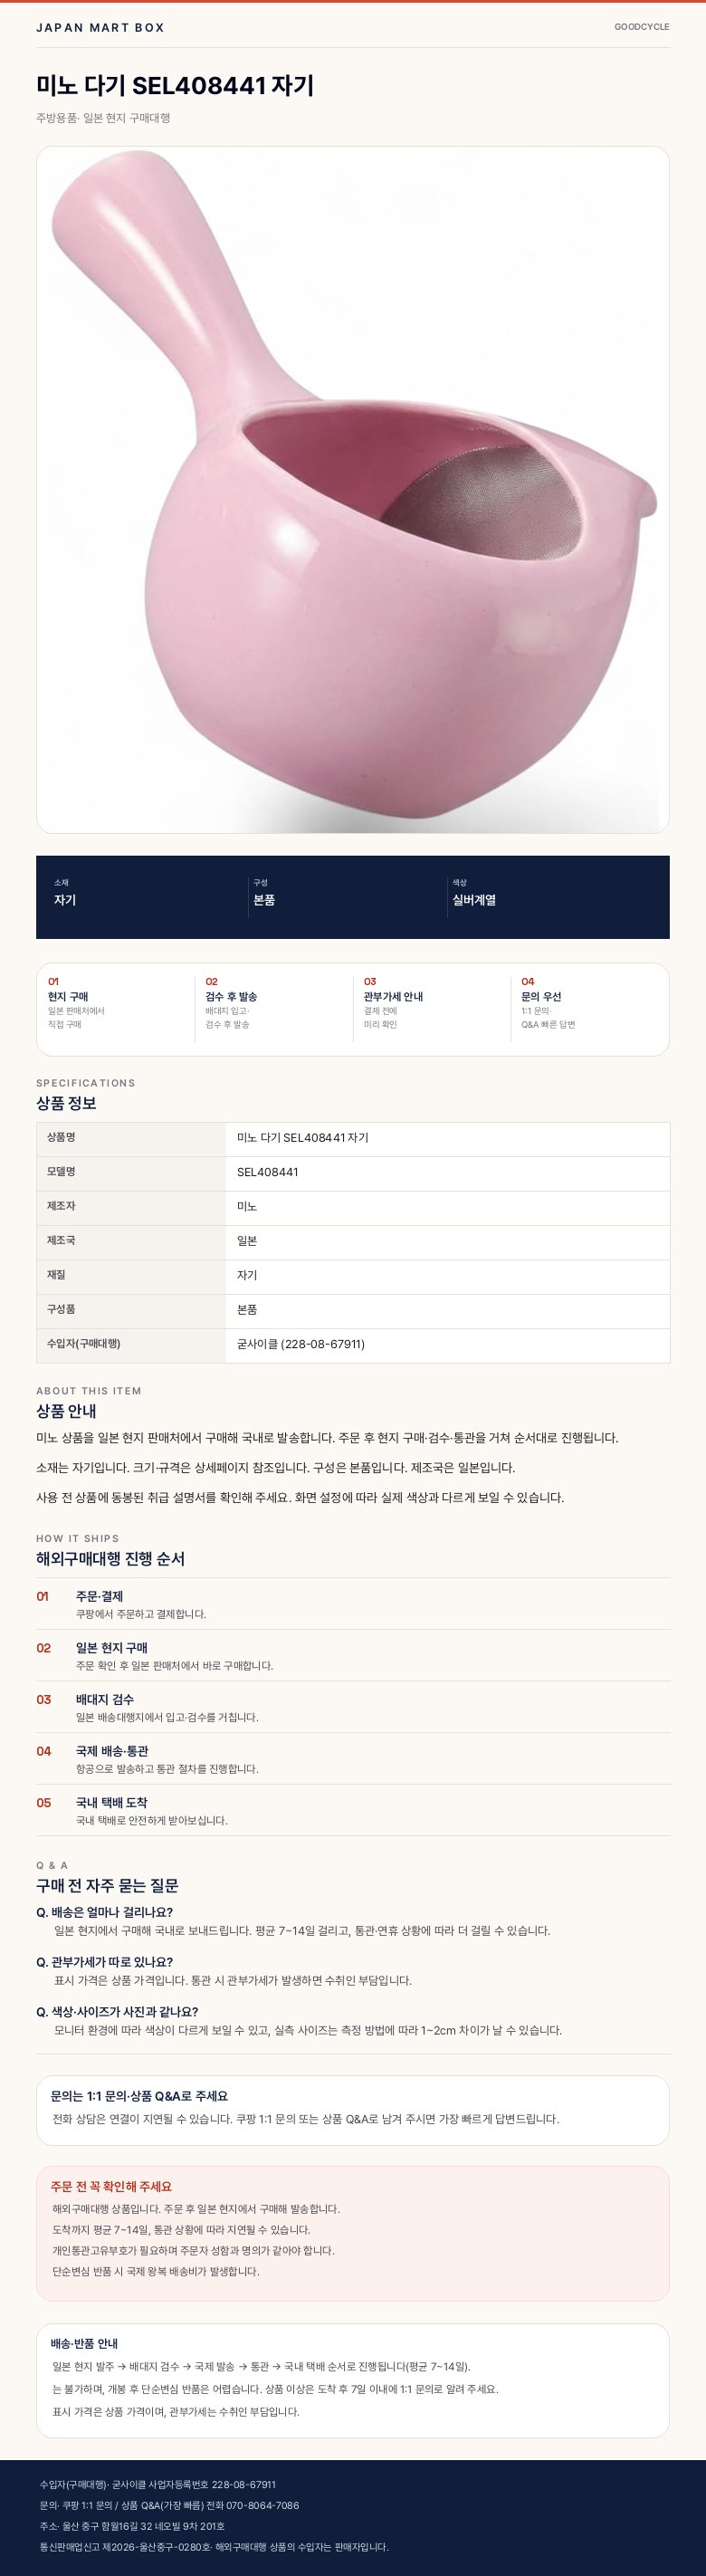 JAPAN MART BOX
GOODCYCLE
미노 다기 SEL408441 자기
주방용품· 일본 현지 구매대행
소재
자기
구성
본품
색상
실버계열
01
현지 구매
일본 판매처에서
직접 구매
02
검수 후 발송
배대지 입고·
검수 후 발송
03
관부가세 안내
결제 전에
미리 확인
04
문의 우선
1:1 문의·
Q&A 빠른 답변
SPECIFICATIONS
상품 정보
상품명 미노 다기 SEL408441 자기
모델명 SEL408441
제조자 미노
제조국 일본
재질 자기
구성품 본품
수입자(구매대행) 굳사이클 (228-08-67911)
ABOUT THIS ITEM
상품 안내
미노 상품을 일본 현지 판매처에서 구매해 국내로 발송합니다. 주문 후 현지 구매·검수·통관을 거쳐 순서대로 진행됩니다.
소재는 자기입니다. 크기·규격은 상세페이지 참조입니다. 구성은 본품입니다. 제조국은 일본입니다.
사용 전 상품에 동봉된 취급 설명서를 확인해 주세요. 화면 설정에 따라 실제 색상과 다르게 보일 수 있습니다.
HOW IT SHIPS
해외구매대행 진행 순서
01 주문·결제
쿠팡에서 주문하고 결제합니다.
02 일본 현지 구매
주문 확인 후 일본 판매처에서 바로 구매합니다.
03 배대지 검수
일본 배송대행지에서 입고·검수를 거칩니다.
04 국제 배송·통관
항공으로 발송하고 통관 절차를 진행합니다.
05 국내 택배 도착
국내 택배로 안전하게 받아보십니다.
Q & A
구매 전 자주 묻는 질문
Q. 배송은 얼마나 걸리나요?
일본 현지에서 구매해 국내로 보내드립니다. 평균 7~14일 걸리고, 통관·연휴 상황에 따라 더 걸릴 수 있습니다.
Q. 관부가세가 따로 있나요?
표시 가격은 상품 가격입니다. 통관 시 관부가세가 발생하면 수취인 부담입니다.
Q. 색상·사이즈가 사진과 같나요?
모니터 환경에 따라 색상이 다르게 보일 수 있고, 실측 사이즈는 측정 방법에 따라 1~2cm 차이가 날 수 있습니다.
문의는 1:1 문의·상품 Q&A로 주세요
전화 상담은 연결이 지연될 수 있습니다. 쿠팡 1:1 문의 또는 상품 Q&A로 남겨 주시면 가장 빠르게 답변드립니다.
주문 전 꼭 확인해 주세요
해외구매대행 상품입니다. 주문 후 일본 현지에서 구매해 발송합니다.
도착까지 평균 7~14일, 통관 상황에 따라 지연될 수 있습니다.
개인통관고유부호가 필요하며 주문자 성함과 명의가 같아야 합니다.
단순변심 반품 시 국제 왕복 배송비가 발생합니다.
배송·반품 안내
일본 현지 발주 → 배대지 검수 → 국제 발송 → 통관 → 국내 택배 순서로 진행됩니다(평균 7~14일).
는 불가하며, 개봉 후 단순변심 반품은 어렵습니다. 상품 이상은 도착 후 7일 이내에 1:1 문의로 알려 주세요.
표시 가격은 상품 가격이며, 관부가세는 수취인 부담입니다.
수입자(구매대행)· 굳사이클 사업자등록번호 228-08-67911
문의· 쿠팡 1:1 문의 / 상품 Q&A(가장 빠름) 전화 070-8064-7086
주소· 울산 중구 함월16길 32 네오빌 9차 201호
통신판매업신고 제2026-울산중구-0280호· 해외구매대행 상품의 수입자는 판매자입니다.